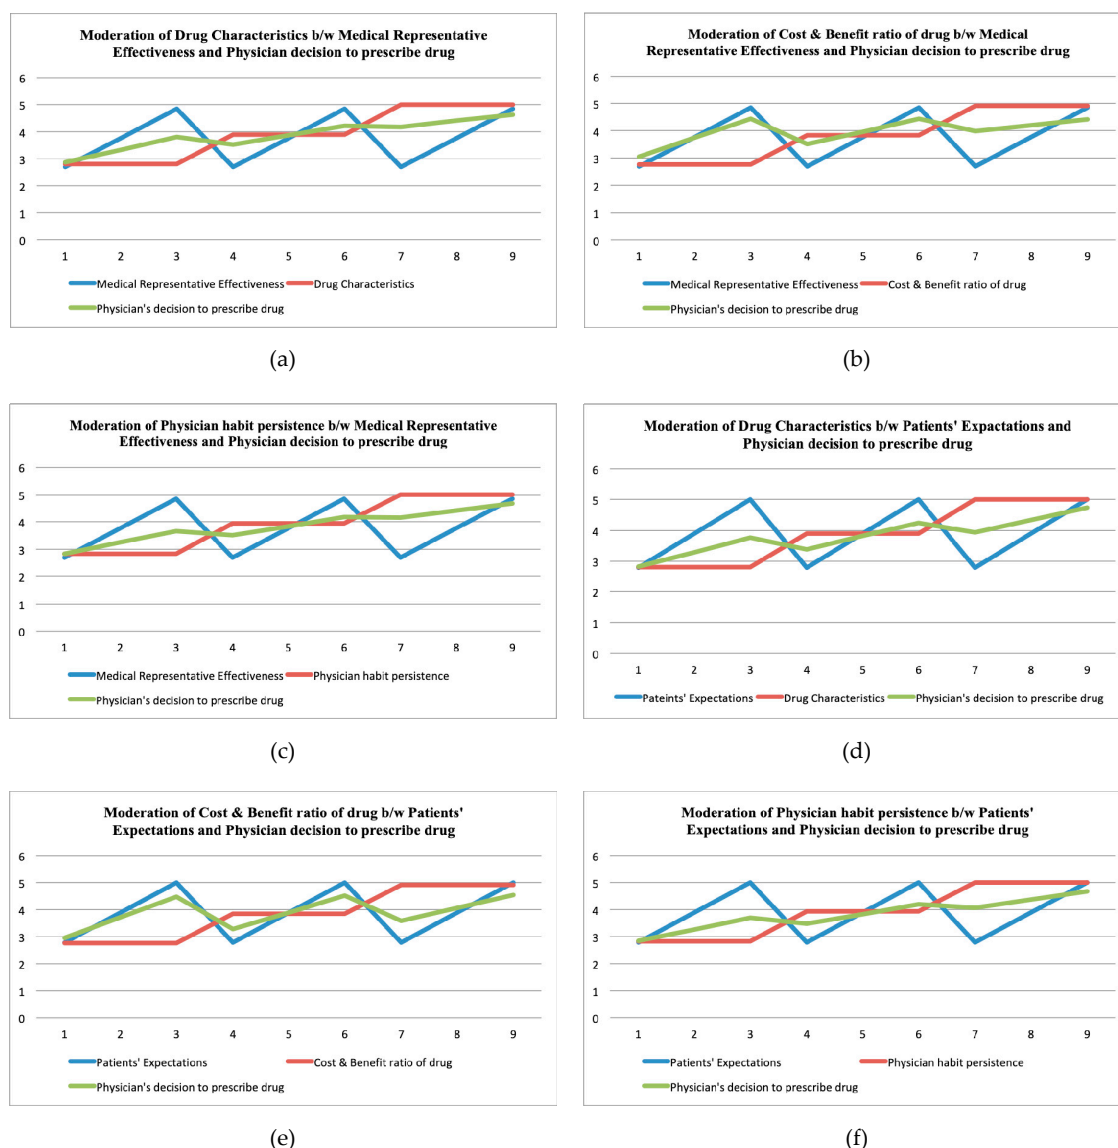 Moderation of Drug Characteristics b/w Medical Representative
Effectiveness and Physician decision to prescribe drug
6
5
4
3
2
1
0
1 2 3 4 5 6 7 8 9
Medical Representative Effectiveness Drug Characteristics
Physician's decision to prescribe drug
(a)
Moderation of Cost & Benefit ratio of drug b/w Medical
Representative Effectiveness and Physician decision to prescribe drug
6
5
4
3
2
1
0
1 2 3 4 5 6 7 8 9
Medical Representative Effectiveness Cost & Benefit ratio of drug
Physician's decision to prescribe drug
(b)
Moderation of Physician habit persistence b/w Medical Representative
Effectiveness and Physician decision to prescribe drug
6
5
4
3
2
1
0
1 2 3 4 5 6 7 8 9
Medical Representative Effectiveness Physician habit persistence
Physician's decision to prescribe drug
(c)
Moderation of Drug Characteristics b/w Patients' Expactations and
Physician decision to prescribe drug
6
5
4
3
2
1
0
1 2 3 4 5 6 7 8 9
Pateints' Expectations Drug Characteristics Physician's decision to prescribe drug
(d)
Moderation of Cost & Benefit ratio of drug b/w Patients'
Expectations and Physician decision to prescribe drug
6
5
4
3
2
1
0
1 2 3 4 5 6 7 8 9
Patients' Expectations Cost & Benefit ratio of drug
Physician's decision to prescribe drug
(e)
Moderation of Physician habit persistence b/w Patients'
Expectations and Physician decision to prescribe drug
6
5
4
3
2
1
0
1 2 3 4 5 6 7 8 9
Patients' Expectations Physician habit persistence
Physician's decision to prescribe drug
(f)